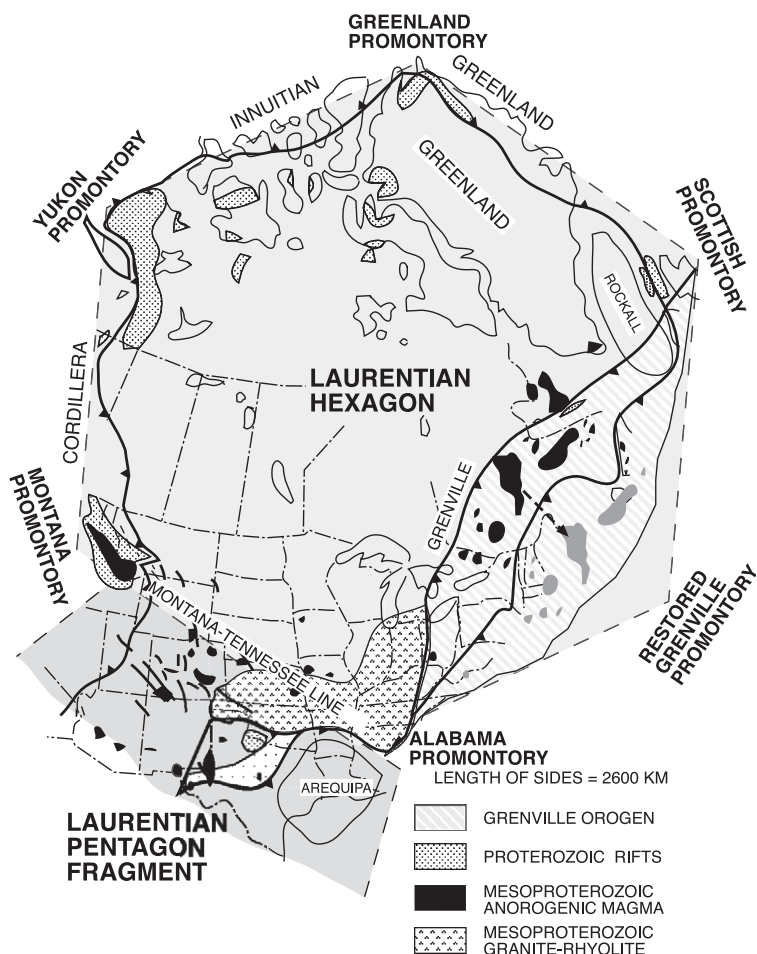 GREENLAND
PROMONTORY
INNUITIAN
GREENLAND
GREENLAND
YUKON
PROMONTORY
SCOTTISH
PROMONTORY
ROCKALL
LAURENTIAN
HEXAGON
CORDILLERA
GRENVILLE
MONTANA
PROMONTORY
MONTANA-TENNESSEE LINE
RESTORED
GRENVILLE
PROMONTORY
ALABAMA
PROMONTORY
LENGTH OF SIDES = 2600 KM
AREQUIPA
LAURENTIAN
PENTAGON
FRAGMENT
GRENVILLE OROGEN
PROTEROZOIC RIFTS
MESOPROTEROZOIC
ANOROGENIC MAGMA
MESOPROTEROZOIC
GRANITE-RHYOLITE